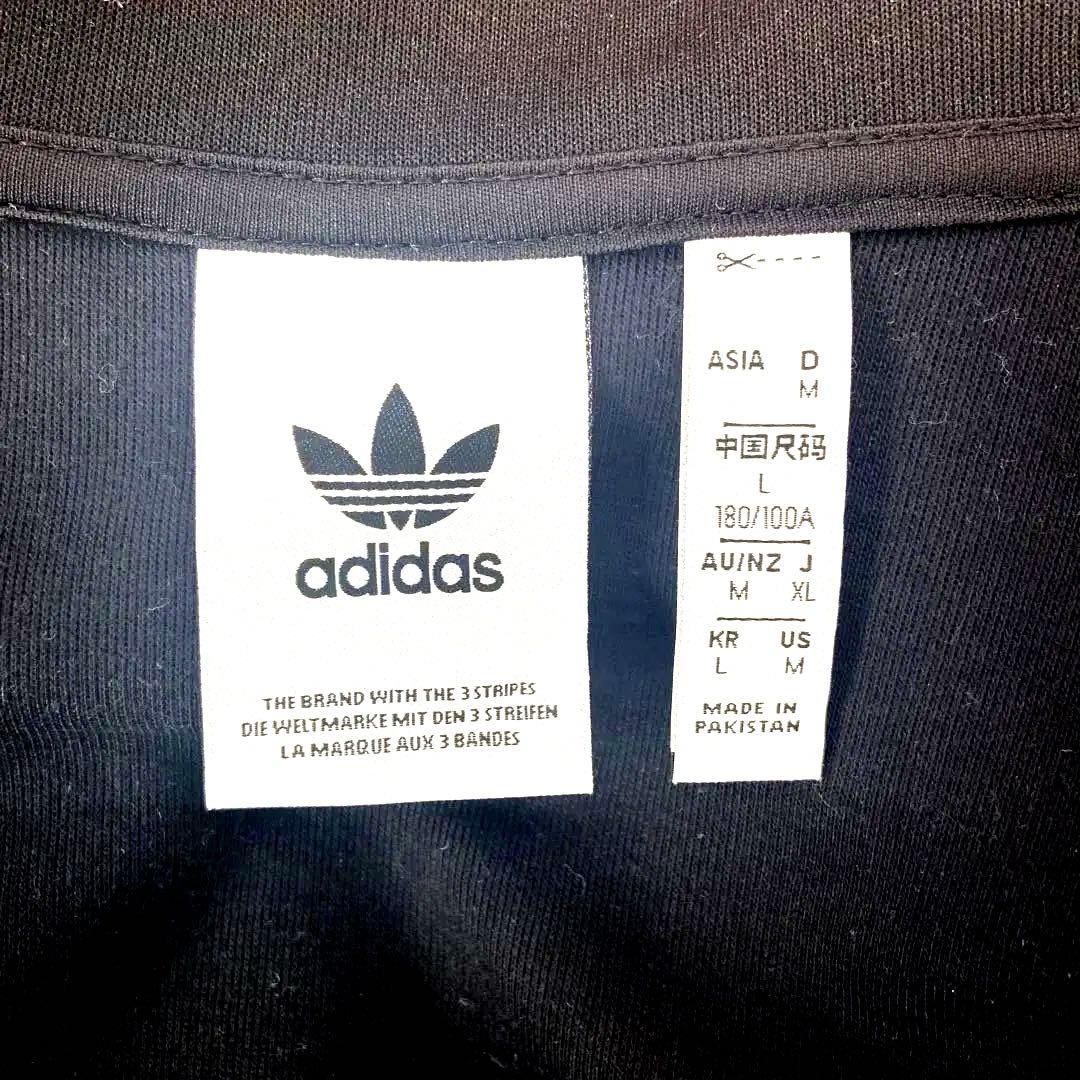 adidas
THE BRAND WITH THE 3 STRIPES
DIE WELTMARKE MIT DEN 3 STREIFEN
LA MARQUE AUX 3 BANDES
ASIA D
M
中国尺码
L
180/100A
AU/NZ J
M XL
KR US
L M
MADE IN
PAKISTAN